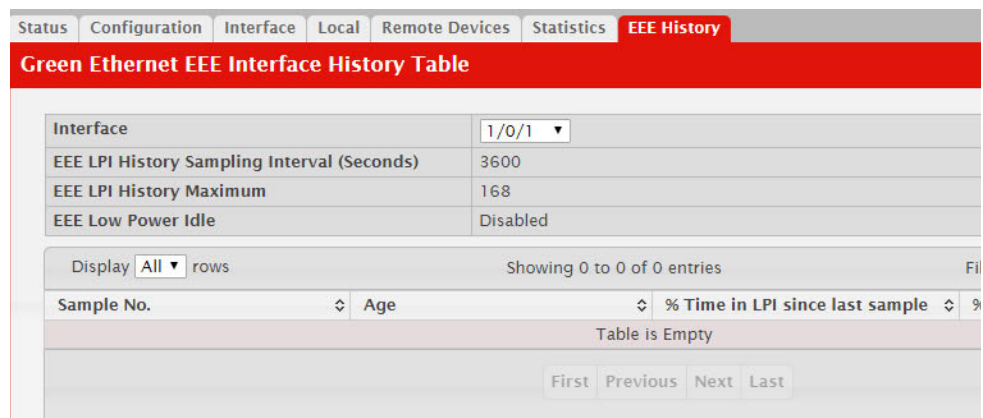 Status Configuration Interface Local Remote Devices Statistics EEE History
Green Ethernet EEE Interface History Table
Interface 1/0/1
EEE LPI History Sampling Interval (Seconds) 3600
EEE LPI History Maximum 168
EEE Low Power Idle Disabled
Display All rows Showing 0 to 0 of 0 entries
Sample No. Age % Time in LPI since last sample %
Table is Empty
First Previous Next Last